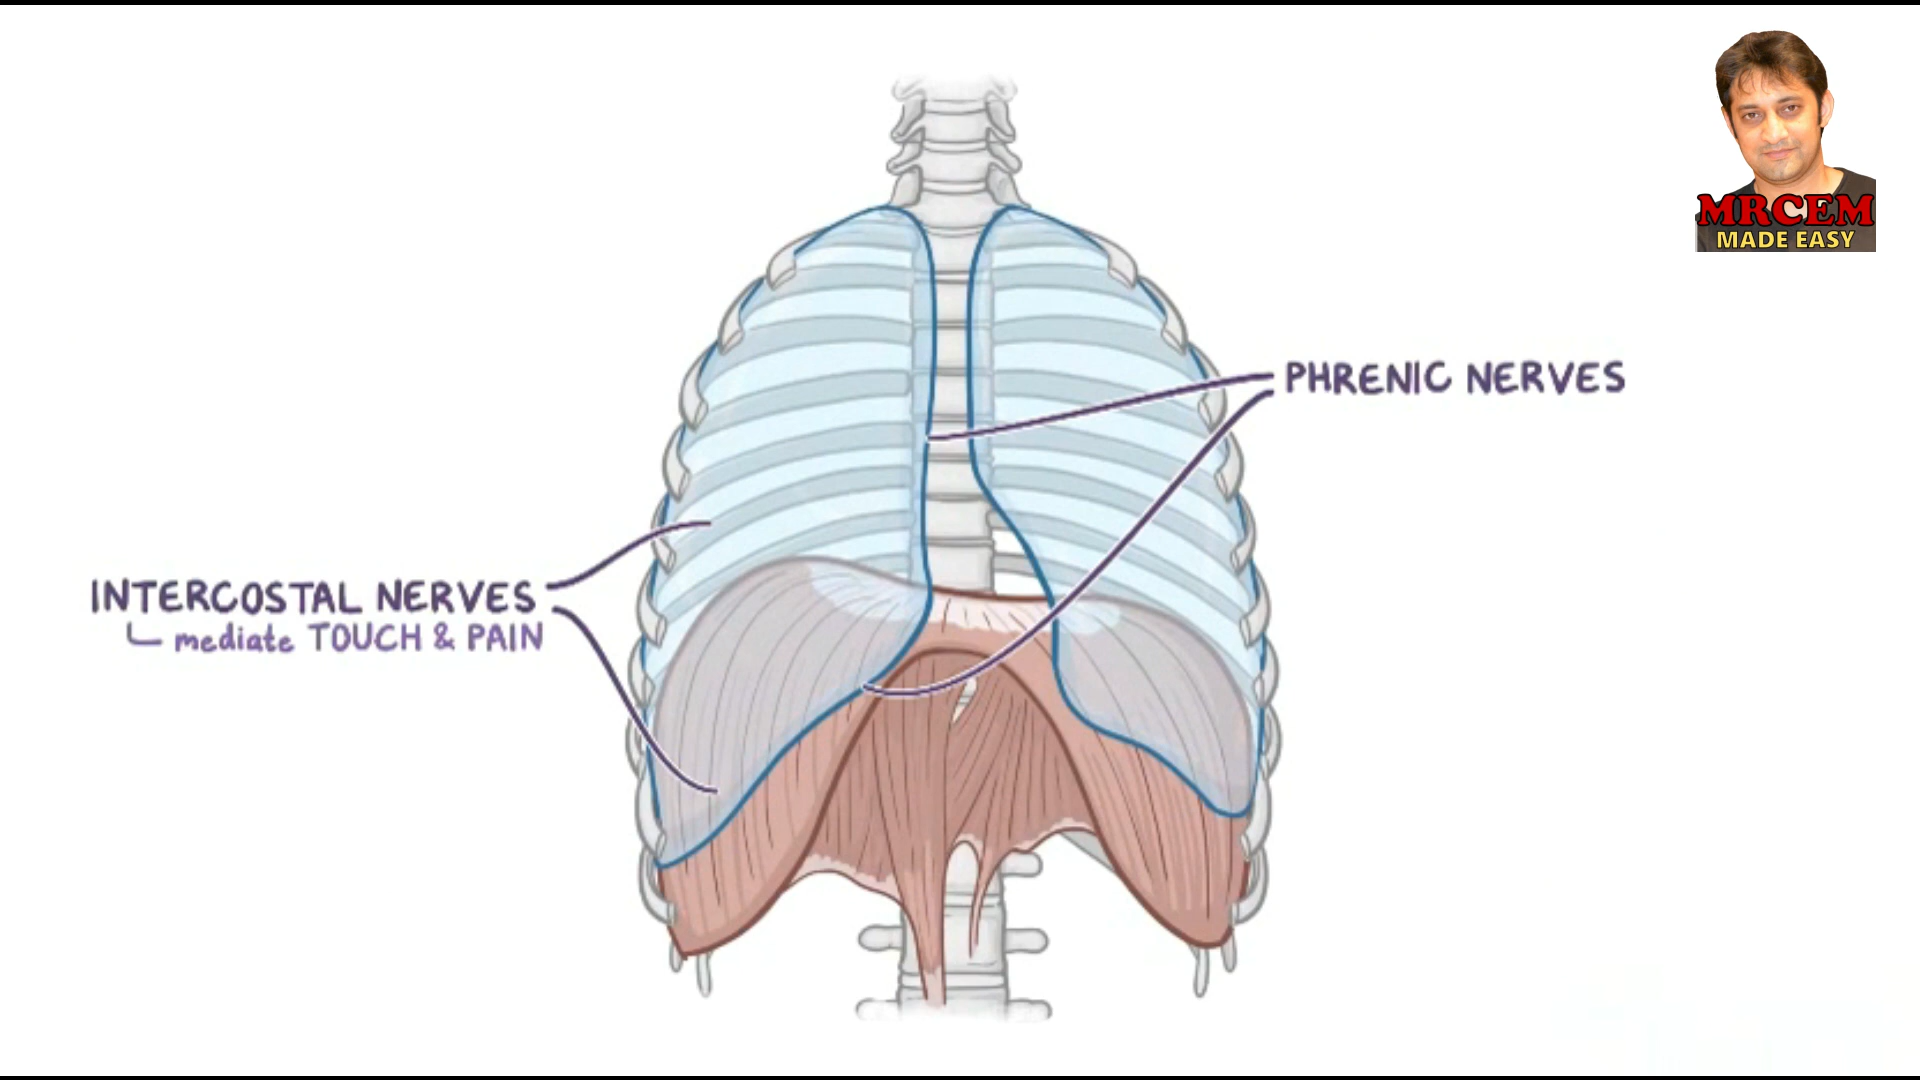 MRCEM
MADE EASY
PHRENIC NERVES
INTERCOSTAL NERVES
mediate TOUCH & PAIN